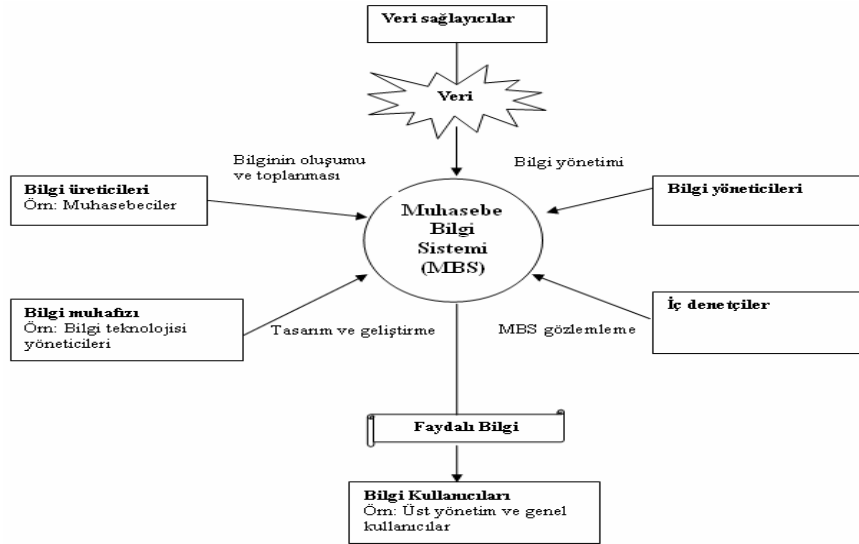 Veri sağlayıcılar
Veri
Bilginin oluşumu
ve toplanması
Bilgi yönetimi
Bilgi üreticileri
Örn: Muhasebeciler
Bilgi yöneticileri
Muhasebe
Bilgi
Sistemi
(MBS)
Bilgi muhafızı
Örn: Bilgi teknolojisi
yöneticileri
Tasarım ve geliştirme
MBS gözlemleme
İç denetçiler
Faydalı Bilgi
Bilgi Kullanıcıları
Örn: Üst yönetim ve genel
kullanıcılar